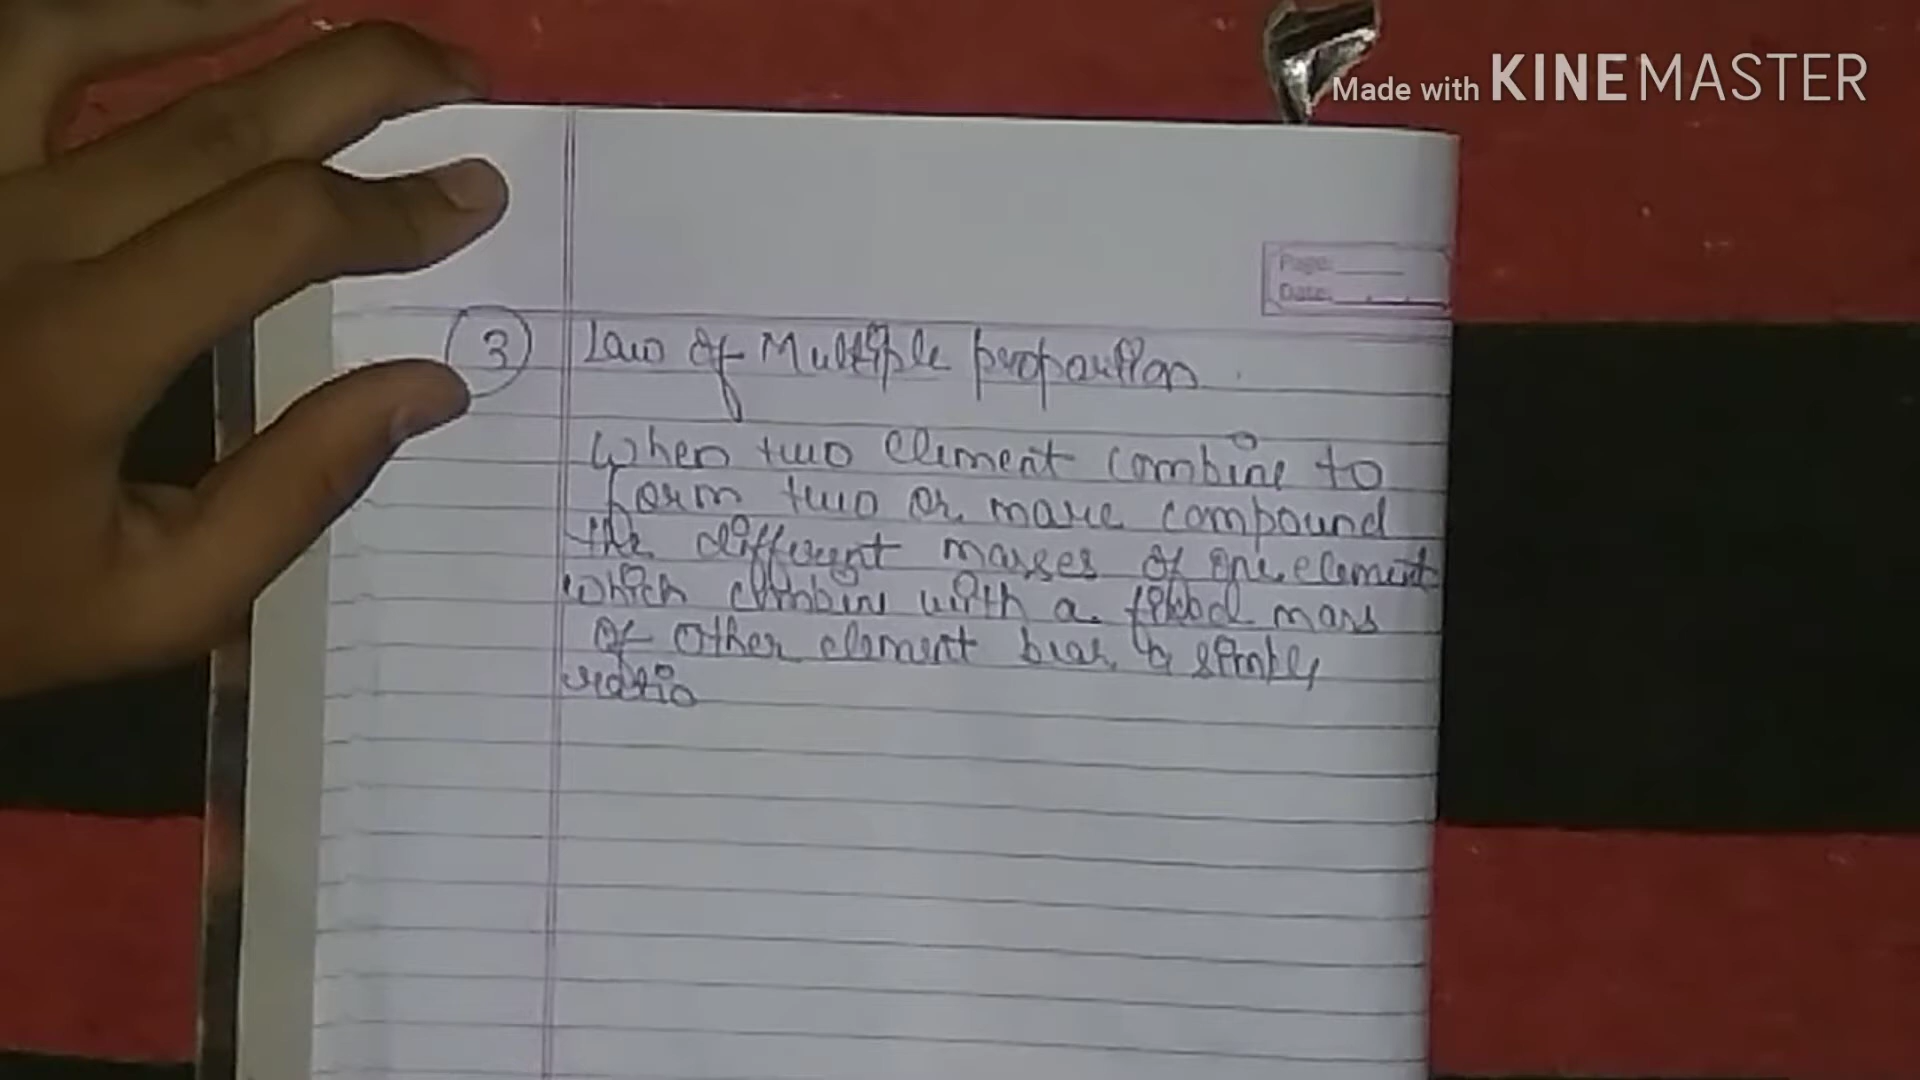 Made with KINEMASTER
Page:
Date:
3 Law of Multiple propartion
When two element combine to
form two or more compound
the different masses of one element
which combine with a fixed mass
of other element bear a simple
ratio